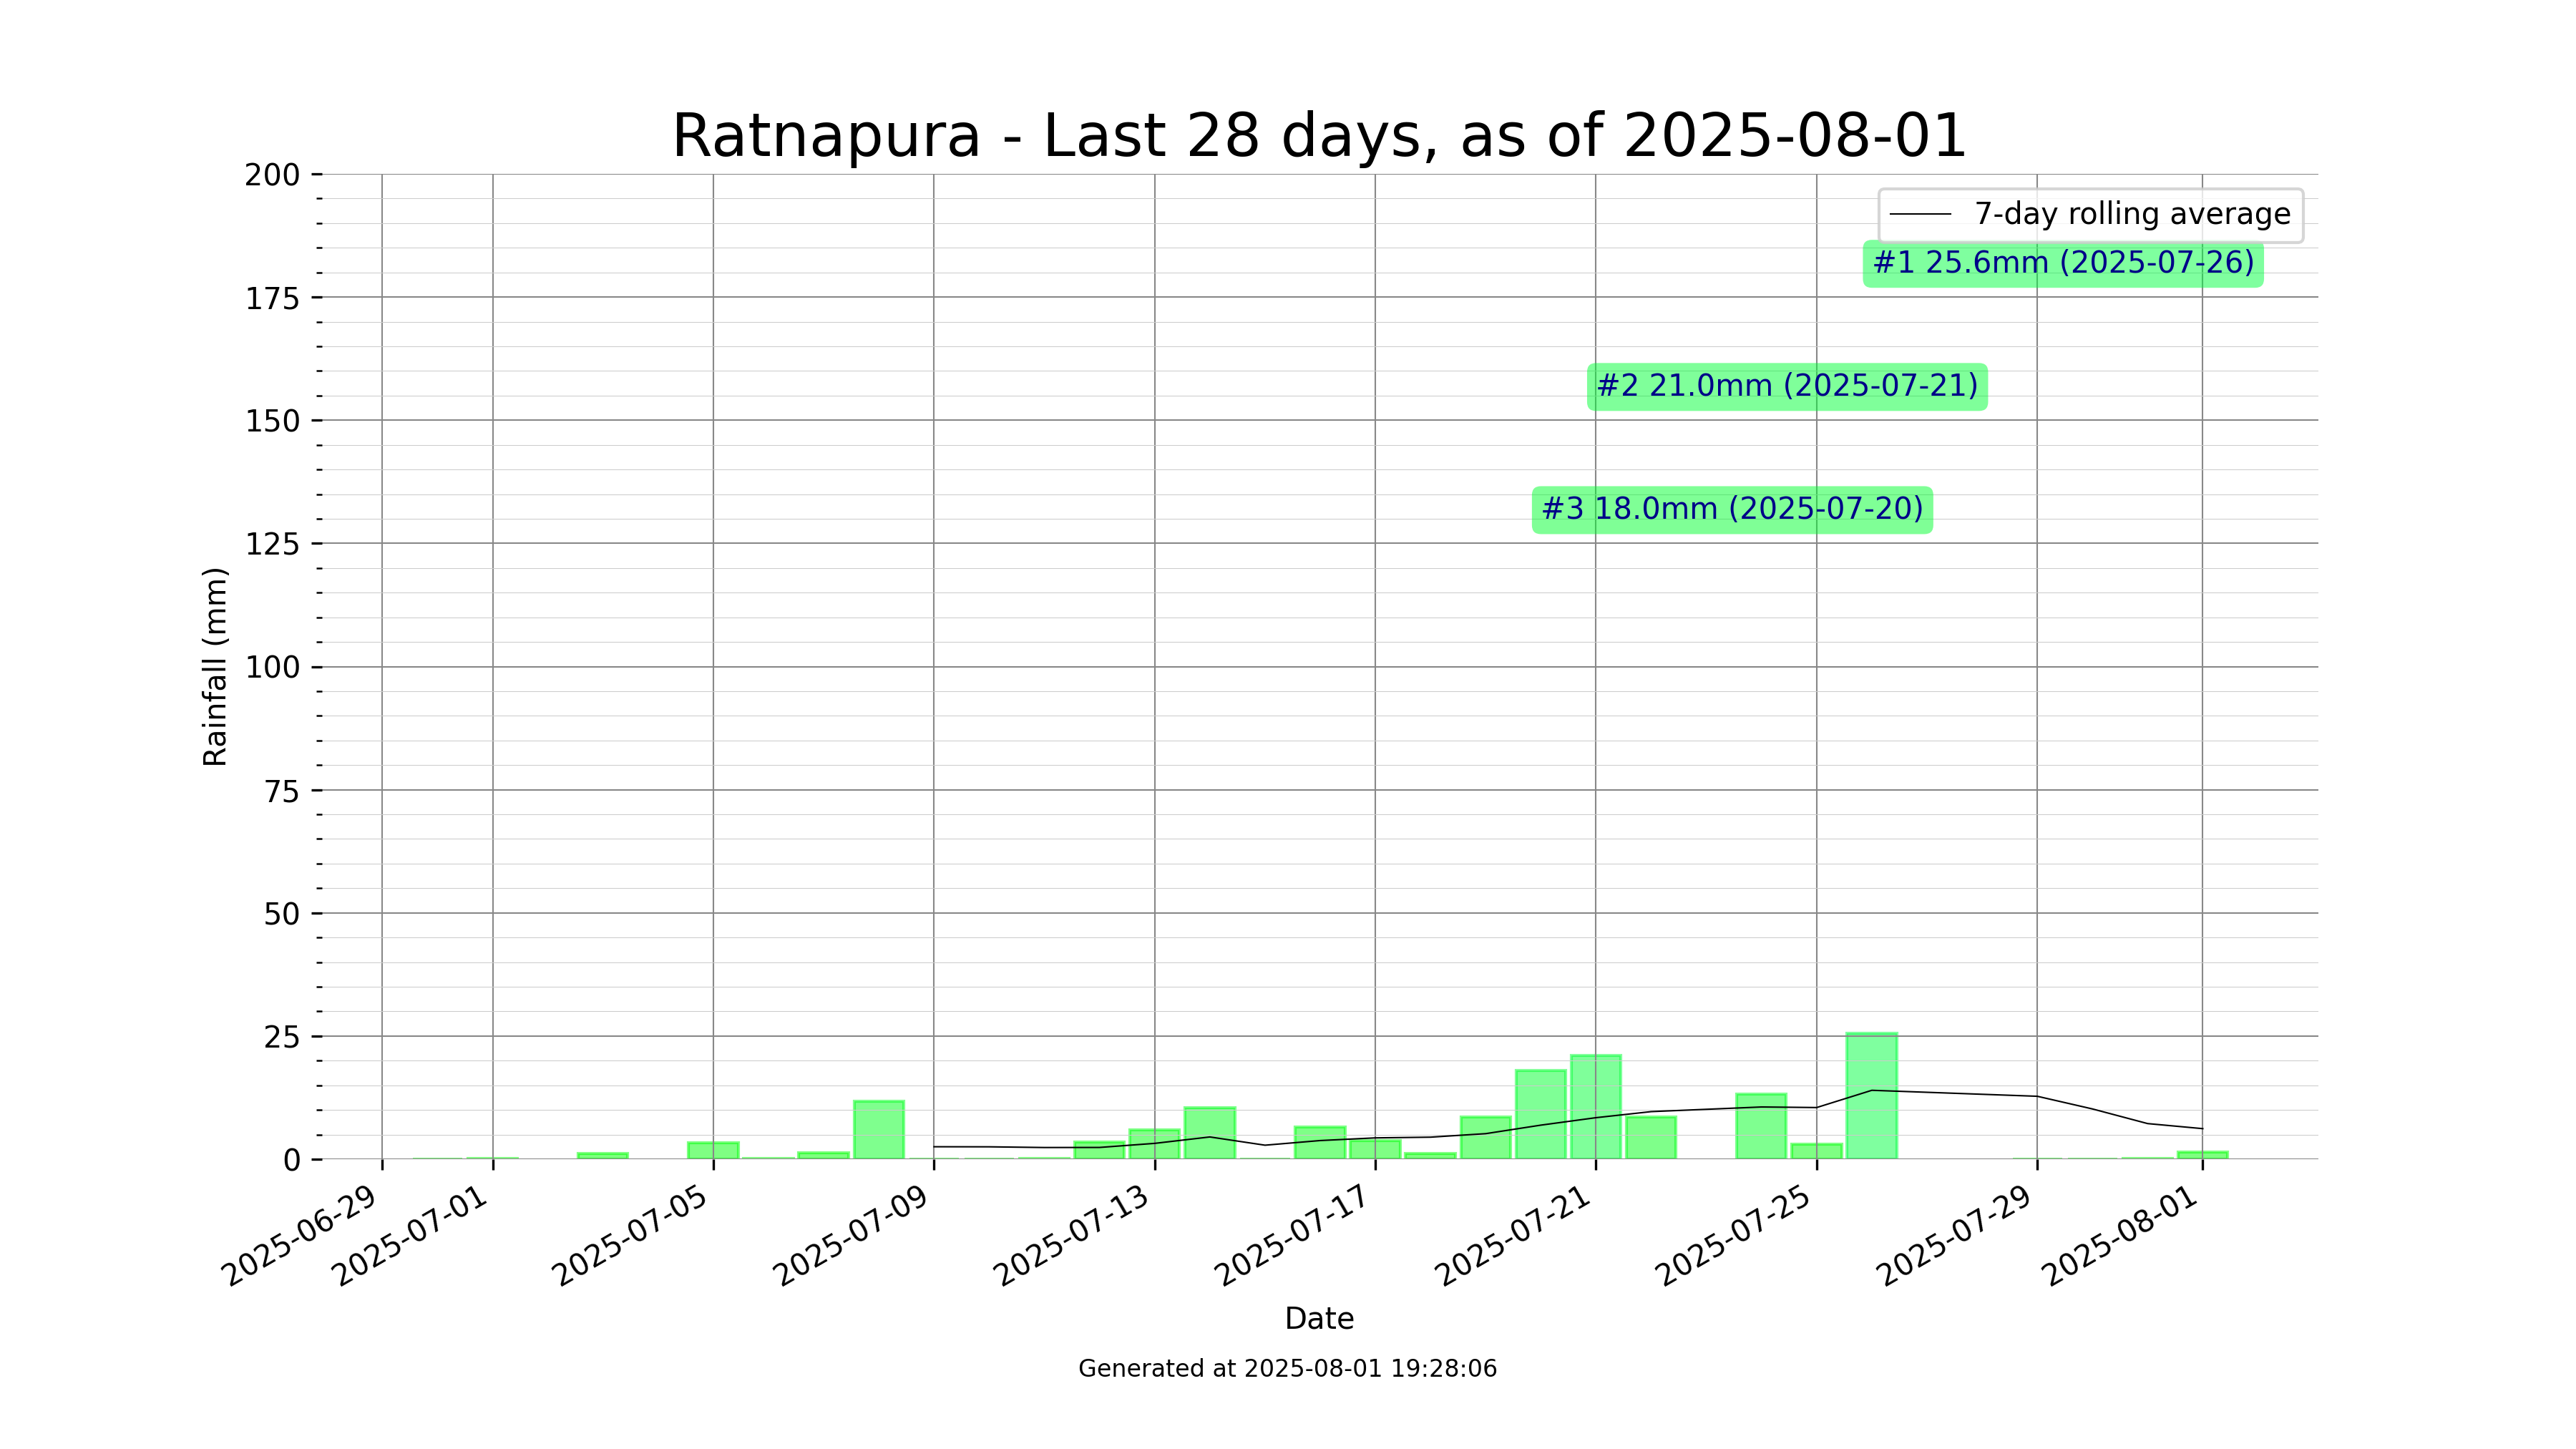 Ratnapura - Last 28 days, as of 2025-08-01
200
175
150
125
100
75
50
25
0
Rainfall (mm)
7-day rolling average
#1 25.6mm (2025-07-26)
#2 21.0mm (2025-07-21)
#3 18.0mm (2025-07-20)
2025-06-29
2025-07-01
2025-07-05
2025-07-09
2025-07-13
2025-07-17
2025-07-21
2025-07-25
2025-07-29
2025-08-01
Date
Generated at 2025-08-01 19:28:06